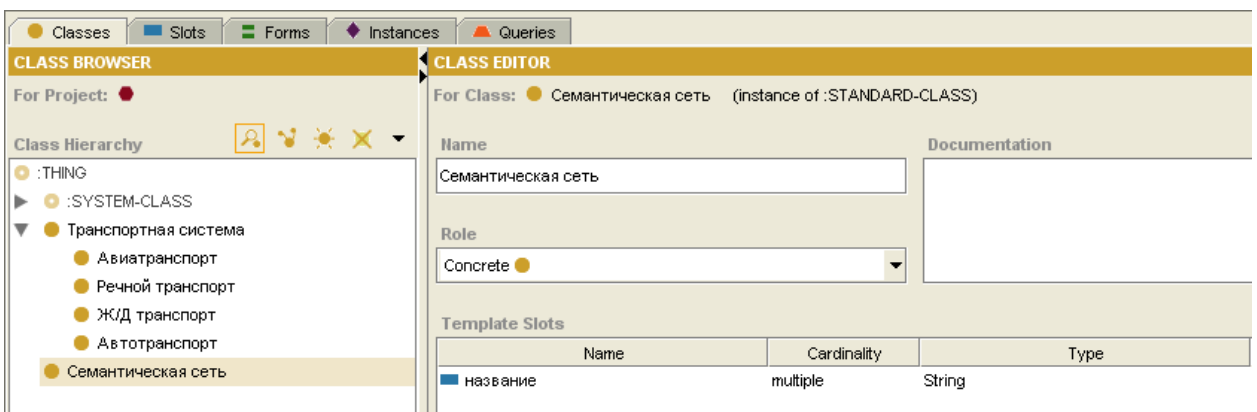 Classes Slots Forms Instances Queries
CLASS BROWSER
For Project:
Class Hierarchy
:THING
:SYSTEM-CLASS
Транспортная система
Авиатранспорт
Речной транспорт
Ж/Д транспорт
Автотранспорт
Семантическая сеть
CLASS EDITOR
For Class: Семантическая сеть (instance of :STANDARD-CLASS)
Name Documentation
Семантическая сеть
Role
Concrete
Template Slots
Name Cardinality Type
название multiple String